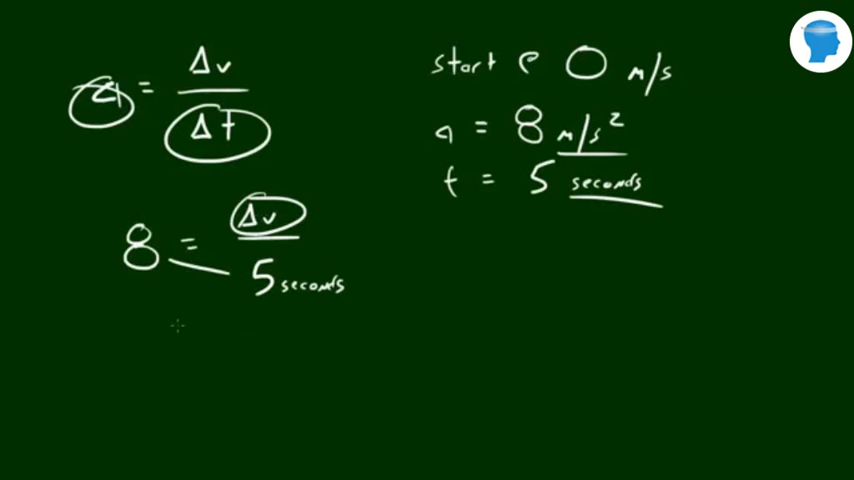 a = Δv
Δt
8 = Δv
5 seconds
start @ 0 m/s
a = 8 m/s²
t = 5 seconds